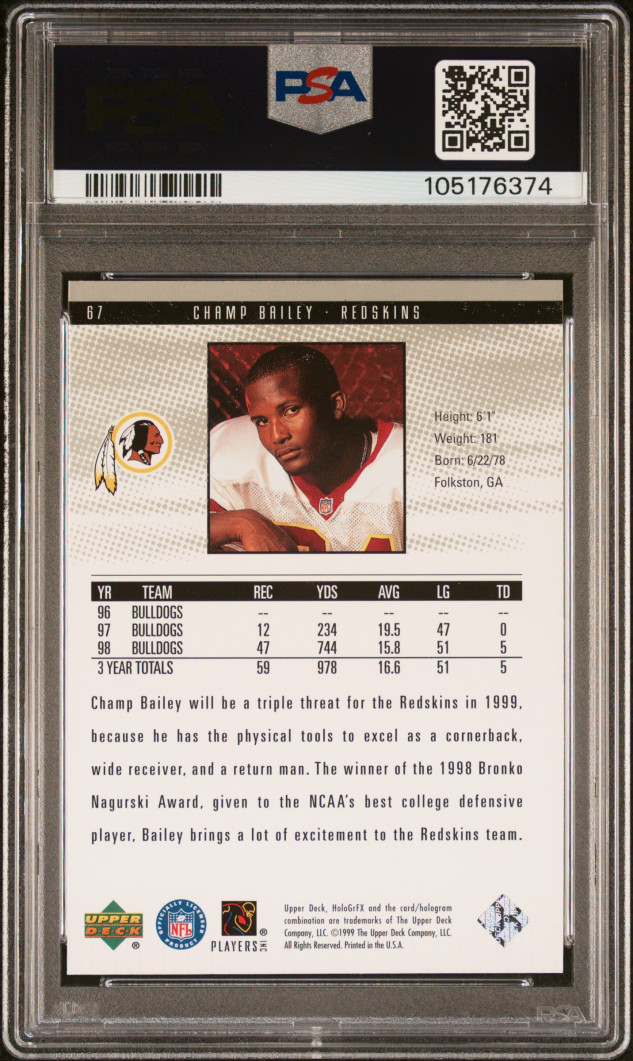 PSA
105176374
67 CHAMP BAILEY · REDSKINS
Height: 6'1"
Weight: 181
Born: 6/22/78
Folkston, GA
YR TEAM REC YDS AVG LG TD
96 BULLDOGS -- -- -- -- --
97 BULLDOGS 12 234 19.5 47 0
98 BULLDOGS 47 744 15.8 51 5
3 YEAR TOTALS 59 978 16.6 51 5
Champ Bailey will be a triple threat for the Redskins in 1999,
because he has the physical tools to excel as a cornerback,
wide receiver, and a return man. The winner of the 1998 Bronko
Nagurski Award, given to the NCAA's best college defensive
player, Bailey brings a lot of excitement to the Redskins team.
UPPER
DECK
®
OFFICIALLY LICENSED
NFL
PRODUCT
PLAYERS INC
®
Upper Deck, HoloGrFX and the card/hologram
combination are trademarks of The Upper Deck
Company, LLC. ©1999 The Upper Deck Company, LLC.
All Rights Reserved. Printed in the U.S.A.
PSA